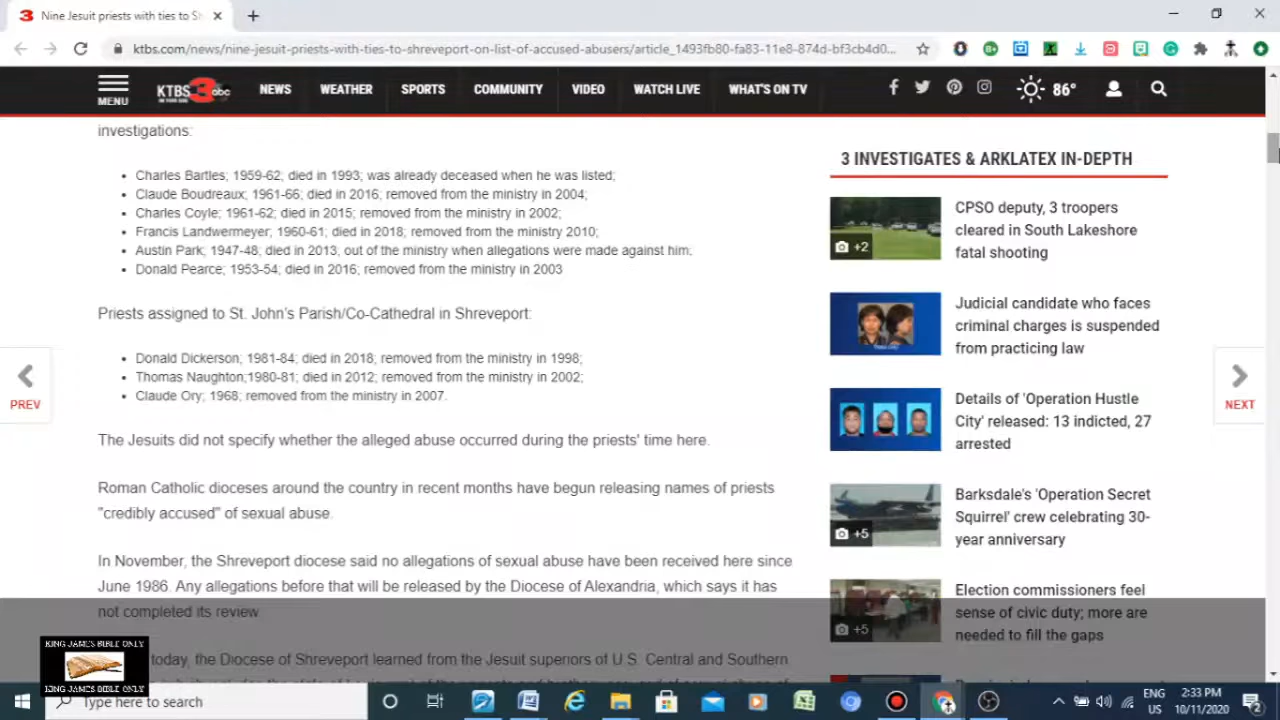 Nine Jesuit priests with ties to Sh
ktbs.com/news/nine-jesuit-priests-with-ties-to-shreveport-on-list-of-accused-abusers/article_1493fb80-fa83-11e8-874d-bf3cb4d0...
MENU
KTBS 3 abc
NEWS
WEATHER
SPORTS
COMMUNITY
VIDEO
WATCH LIVE
WHAT'S ON TV
86°
investigations:
• Charles Bartles; 1959-62; died in 1993; was already deceased when he was listed;
• Claude Boudreaux; 1961-66; died in 2016; removed from the ministry in 2004;
• Charles Coyle; 1961-62; died in 2015; removed from the ministry in 2002;
• Francis Landwermeyer; 1960-61; died in 2018; removed from the ministry 2010;
• Austin Park; 1947-48; died in 2013, out of the ministry when allegations were made against him;
• Donald Pearce; 1953-54; died in 2016; removed from the ministry in 2003
Priests assigned to St. John's Parish/Co-Cathedral in Shreveport:
• Donald Dickerson; 1981-84; died in 2018; removed from the ministry in 1998;
• Thomas Naughton;1980-81; died in 2012; removed from the ministry in 2002;
• Claude Ory; 1968; removed from the ministry in 2007.
The Jesuits did not specify whether the alleged abuse occurred during the priests' time here.
Roman Catholic dioceses around the country in recent months have begun releasing names of priests
"credibly accused" of sexual abuse.
In November, the Shreveport diocese said no allegations of sexual abuse have been received here since
June 1986. Any allegations before that will be released by the Diocese of Alexandria, which says it has
not completed its review.
today, the Diocese of Shreveport learned from the Jesuit superiors of U.S. Central and Southern
PREV
NEXT
3 INVESTIGATES & ARKLATEX IN-DEPTH
+2
CPSO deputy, 3 troopers
cleared in South Lakeshore
fatal shooting
Judicial candidate who faces
criminal charges is suspended
from practicing law
Details of 'Operation Hustle
City' released: 13 indicted, 27
arrested
+5
Barksdale's 'Operation Secret
Squirrel' crew celebrating 30-
year anniversary
+5
Election commissioners feel
sense of civic duty; more are
needed to fill the gaps
KING JAMES BIBLE ONLY
KING JAMES BIBLE ONLY
Type here to search
ENG
US
2:33 PM
10/11/2020
2